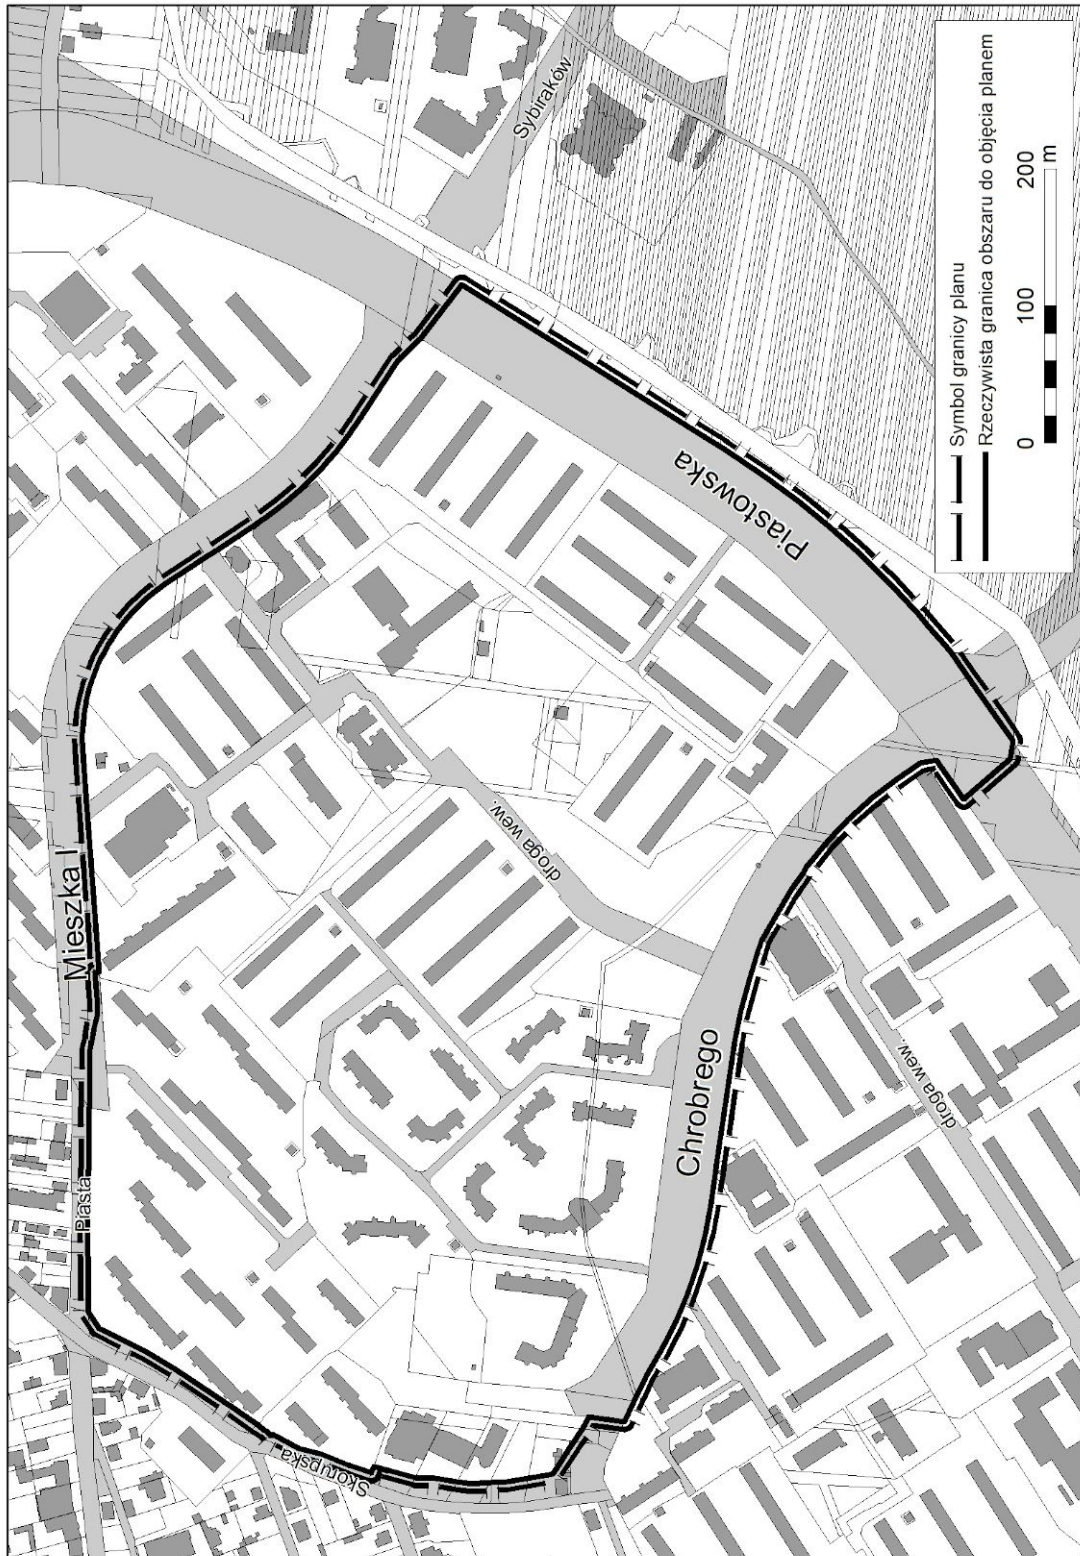 Mieszka I
Piasta
Skorupska
Chrobrego
droga wew.
droga wew.
Piastowska
Sybiraków
Symbol granicy planu
Rzeczywista granica obszaru do objęcia planem
0 100 200
m